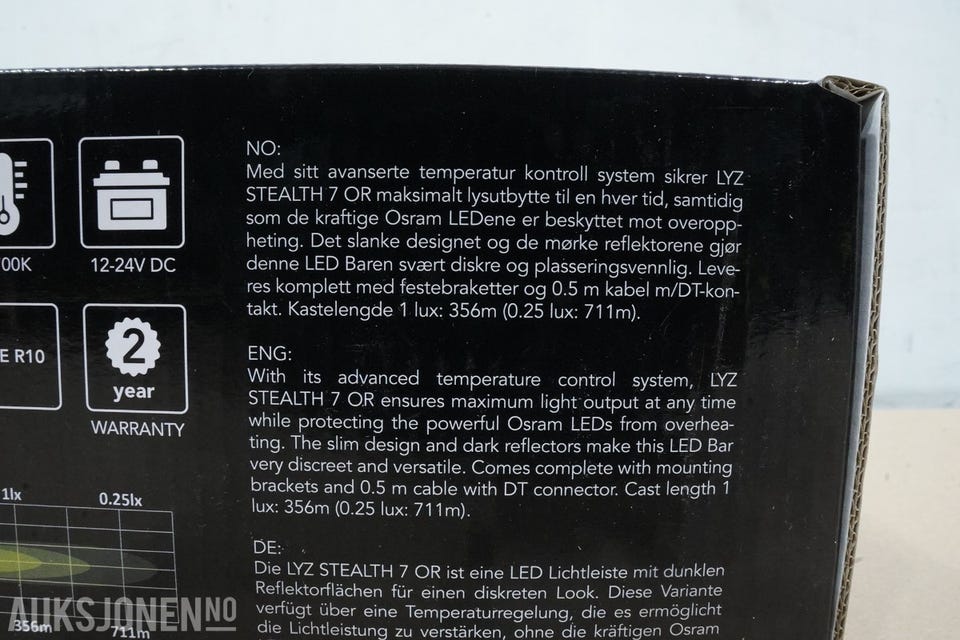 00K
12-24V DC
E R10
2
year
WARRANTY
1lx
0.25lx
356m
711m
NO:
Med sitt avanserte temperatur kontroll system sikrer LYZ
STEALTH 7 OR maksimalt lysutbytte til en hver tid, samtidig
som de kraftige Osram LEDene er beskyttet mot overopp-
heting. Det slanke designet og de mørke reflektorene gjør
denne LED Baren svært diskre og plasseringsvennlig. Leve-
res komplett med festebraketter og 0.5 m kabel m/DT-kon-
takt. Kastelengde 1 lux: 356m (0.25 lux: 711m).
ENG:
With its advanced temperature control system, LYZ
STEALTH 7 OR ensures maximum light output at any time
while protecting the powerful Osram LEDs from overhea-
ting. The slim design and dark reflectors make this LED Bar
very discreet and versatile. Comes complete with mounting
brackets and 0.5 m cable with DT connector. Cast length 1
lux: 356m (0.25 lux: 711m).
DE:
Die LYZ STEALTH 7 OR ist eine LED Lichtleiste mit dunklen
Reflektorflächen für einen diskreten Look. Diese Variante
verfügt über eine Temperaturregelung, die es ermöglicht
die Lichtleistung zu verstärken, ohne die kräftigen Osram
AUKSJONEN.NO